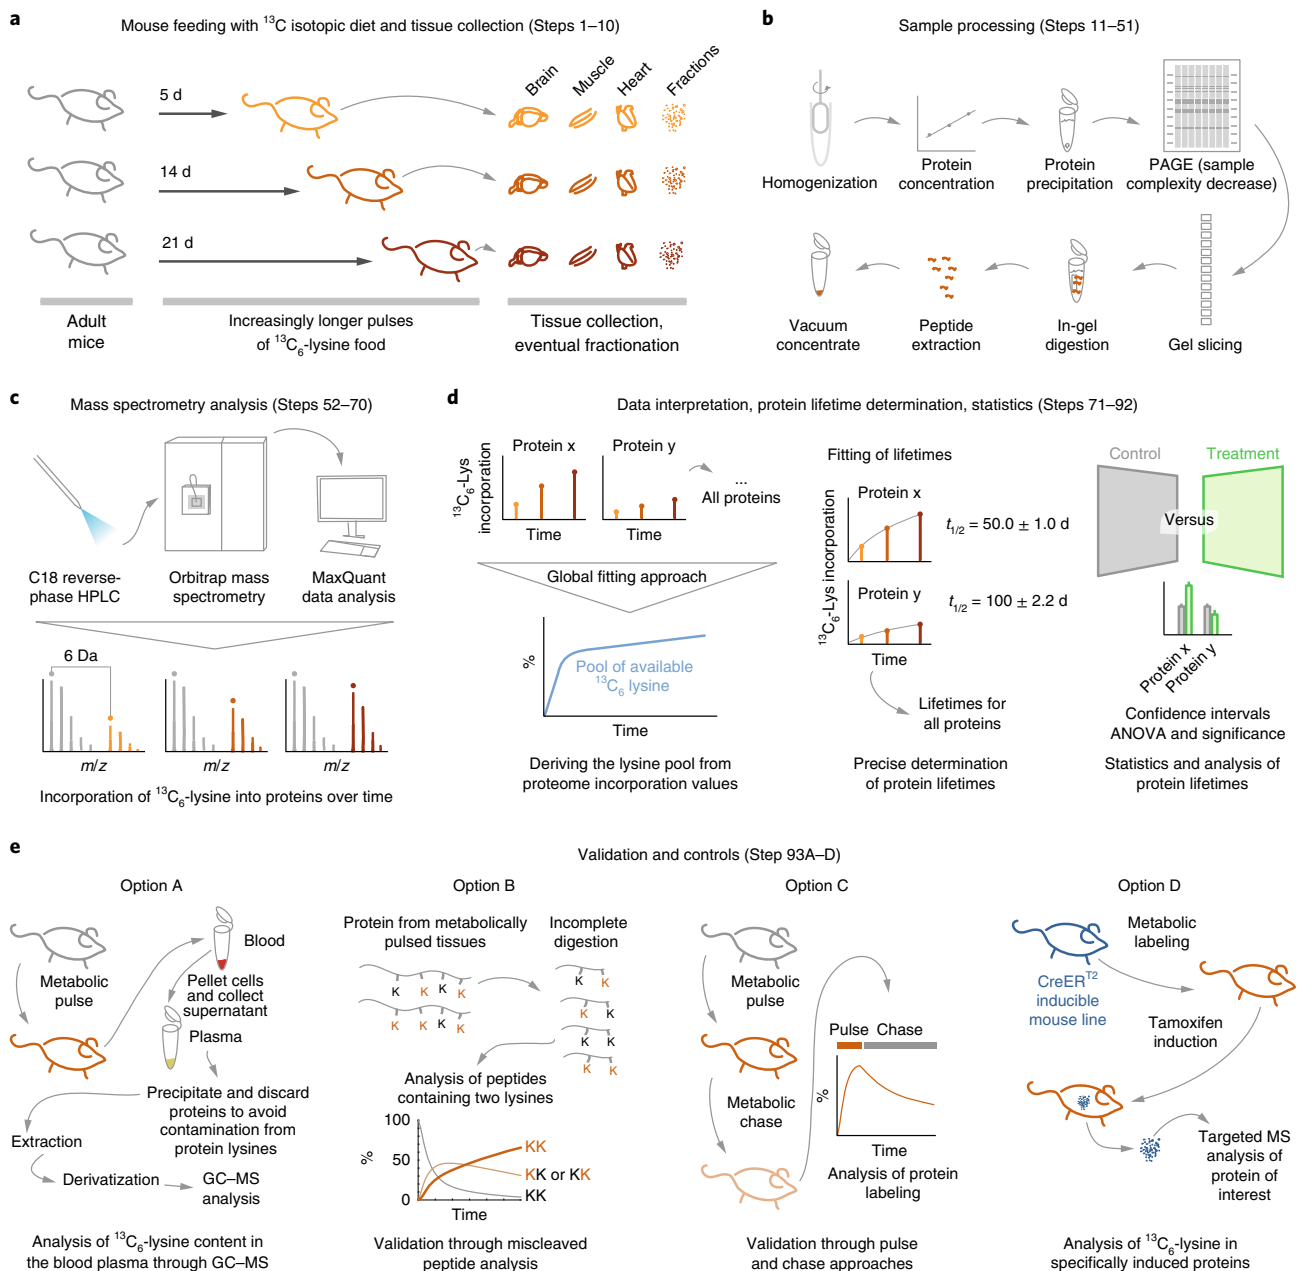 a
Mouse feeding with ¹³C isotopic diet and tissue collection (Steps 1–10)
Brain
Muscle
Heart
Fractions
5 d
14 d
21 d
Adult
mice
Increasingly longer pulses
of ¹³C₆-lysine food
Tissue collection,
eventual fractionation
b
Sample processing (Steps 11–51)
Homogenization
Protein
concentration
Protein
precipitation
PAGE (sample
complexity decrease)
Vacuum
concentrate
Peptide
extraction
In-gel
digestion
Gel slicing
c
Mass spectrometry analysis (Steps 52–70)
C18 reverse-
phase HPLC
Orbitrap mass
spectrometry
MaxQuant
data analysis
6 Da
m/z
m/z
m/z
Incorporation of ¹³C₆-lysine into proteins over time
d
Data interpretation, protein lifetime determination, statistics (Steps 71–92)
¹³C₆-Lys
incorporation
Protein x
Protein y
Time
Time
...
All proteins
Global fitting approach
%
Pool of available
¹³C₆ lysine
Time
Deriving the lysine pool from
proteome incorporation values
Fitting of lifetimes
¹³C₆-Lys incorporation
Protein x
t1/2 = 50.0 ± 1.0 d
Protein y
t1/2 = 100 ± 2.2 d
Time
Lifetimes for
all proteins
Precise determination
of protein lifetimes
Control
Treatment
Versus
Protein x
Protein y
Confidence intervals
ANOVA and significance
Statistics and analysis of
protein lifetimes
e
Validation and controls (Step 93A–D)
Option A
Metabolic
pulse
Blood
Pellet cells
and collect
supernatant
Plasma
Precipitate and discard
proteins to avoid
contamination from
protein lysines
Extraction
Derivatization
GC–MS
analysis
Analysis of ¹³C₆-lysine content in
the blood plasma through GC–MS
Option B
Protein from metabolically
pulsed tissues
Incomplete
digestion
K K K K
K K K K
K K
K K
K K
K K
Analysis of peptides
containing two lysines
100
50
0
%
KK
KK or KK
KK
Time
Validation through miscleaved
peptide analysis
Option C
Metabolic
pulse
Metabolic
chase
Pulse
Chase
%
Time
Analysis of protein
labeling
Validation through pulse
and chase approaches
Option D
Metabolic
labeling
CreERᵀ²
inducible
mouse line
Tamoxifen
induction
Targeted MS
analysis of
protein of
interest
Analysis of ¹³C₆-lysine in
specifically induced proteins